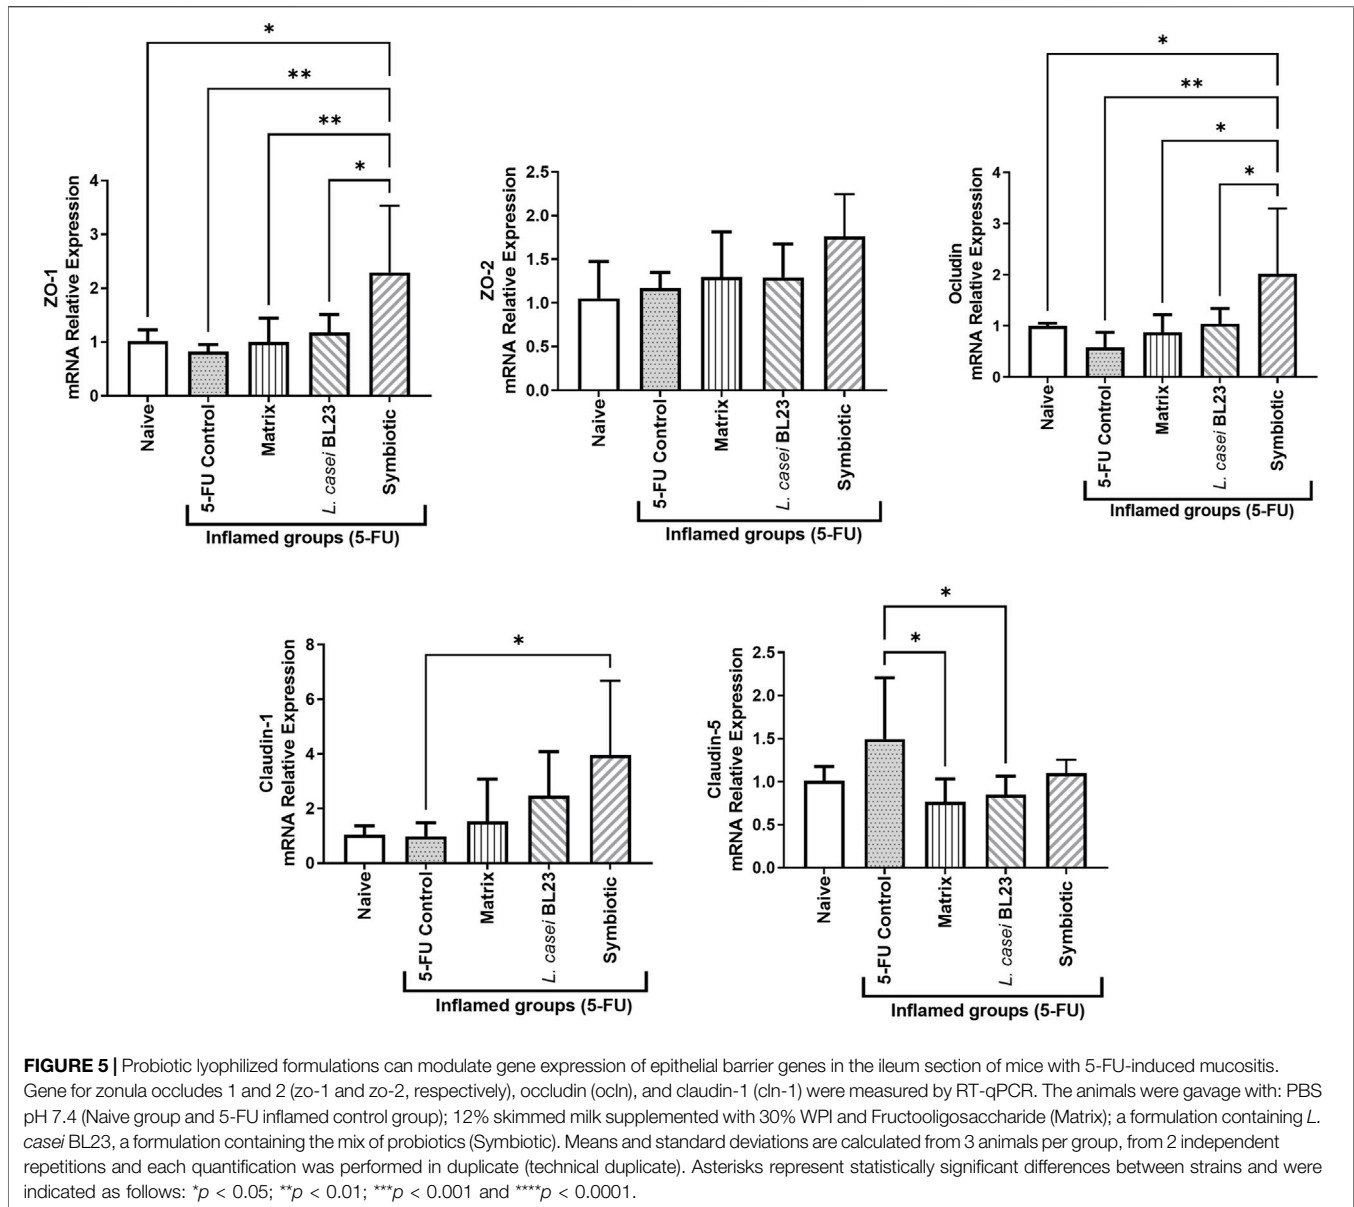 *
**
**
*
ZO-1
mRNA Relative Expression
4
3
2
1
0
Naive
5-FU Control
Matrix
L. casei BL23
Symbiotic
Inflamed groups (5-FU)
ZO-2
mRNA Relative Expression
2.5
2.0
1.5
1.0
0.5
0.0
Naive
5-FU Control
Matrix
L. casei BL23
Symbiotic
Inflamed groups (5-FU)
*
**
*
*
Ocludin
mRNA Relative Expression
4
3
2
1
0
Naive
5-FU Control
Matrix
L. casei BL23
Symbiotic
Inflamed groups (5-FU)
*
Claudin-1
mRNA Relative Expression
8
6
4
2
0
Naive
5-FU Control
Matrix
L. casei BL23
Symbiotic
Inflamed groups (5-FU)
*
*
Claudin-5
mRNA Relative Expression
2.5
2.0
1.5
1.0
0.5
0.0
Naive
5-FU Control
Matrix
L. casei BL23
Symbiotic
Inflamed groups (5-FU)
FIGURE 5 | Probiotic lyophilized formulations can modulate gene expression of epithelial barrier genes in the ileum section of mice with 5-FU-induced mucositis.
Gene for zonula occludes 1 and 2 (zo-1 and zo-2, respectively), occludin (ocln), and claudin-1 (cln-1) were measured by RT-qPCR. The animals were gavage with: PBS
pH 7.4 (Naive group and 5-FU inflamed control group); 12% skimmed milk supplemented with 30% WPI and Fructooligosaccharide (Matrix); a formulation containing L.
casei BL23, a formulation containing the mix of probiotics (Symbiotic). Means and standard deviations are calculated from 3 animals per group, from 2 independent
repetitions and each quantification was performed in duplicate (technical duplicate). Asterisks represent statistically significant differences between strains and were
indicated as follows: *p < 0.05; **p < 0.01; ***p < 0.001 and ****p < 0.0001.